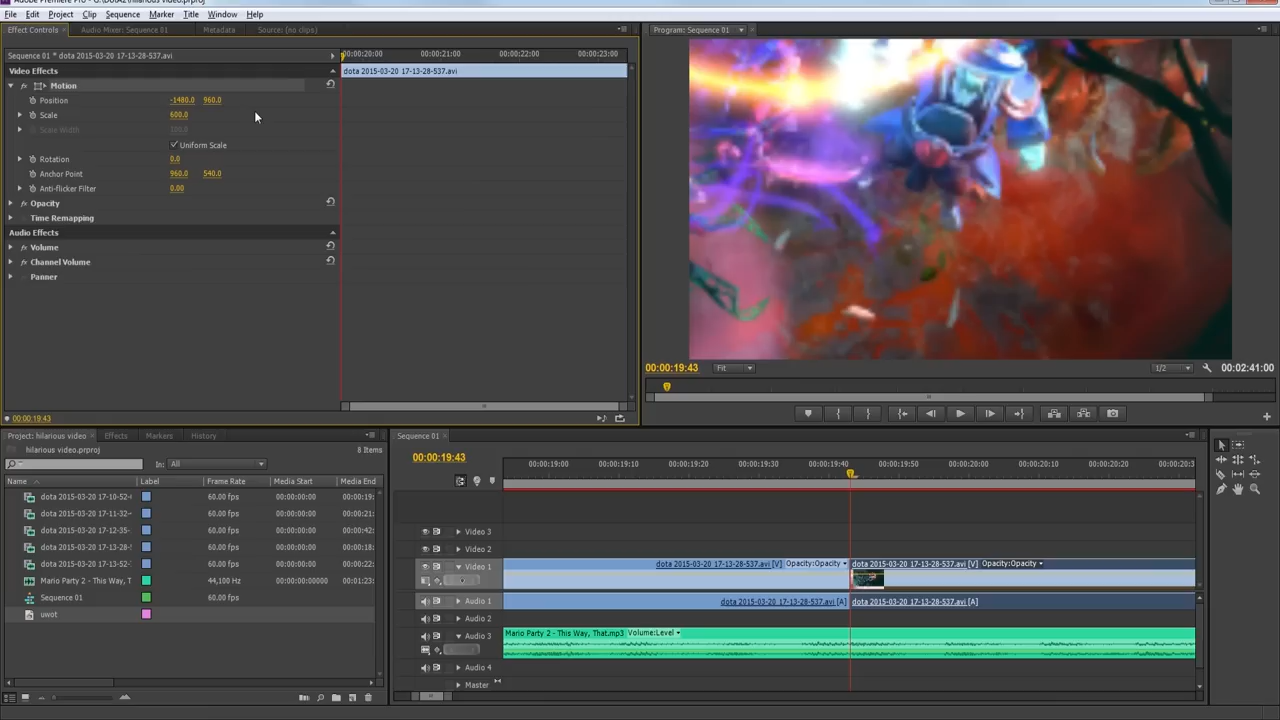 Adobe Premiere Pro - G:\Dota2\hilarious video.prproj
File Edit Project Clip Sequence Marker Title Window Help
Effect Controls Audio Mixer: Sequence 01 Metadata Source: (no clips)
Program: Sequence 01
Sequence 01 * dota 2015-03-20 17-13-28-537.avi
00:00:20:00 00:00:21:00 00:00:22:00 00:00:23:00
Video Effects
dota 2015-03-20 17-13-28-537.avi
fx Motion
Position -1480.0 960.0
Scale 600.0
Scale Width 100.0
Uniform Scale
Rotation 0.0
Anchor Point 960.0 540.0
Anti-flicker Filter 0.00
fx Opacity
Time Remapping
Audio Effects
fx Volume
fx Channel Volume
Panner
00:00:19:43
00:00:19:43 Fit 1/2 00:02:41:00
Project: hilarious video Effects Markers History
hilarious video.prproj 8 Items
In: All
Name Label Frame Rate Media Start Media End
dota 2015-03-20 17-10-52- 60.00 fps 00:00:00:00 00:00:19:
dota 2015-03-20 17-11-32- 60.00 fps 00:00:00:00 00:00:21:
dota 2015-03-20 17-12-35- 60.00 fps 00:00:00:00 00:00:42:
dota 2015-03-20 17-13-28- 60.00 fps 00:00:00:00 00:00:18:
dota 2015-03-20 17-13-52- 60.00 fps 00:00:00:00 00:00:22:
Mario Party 2 - This Way, T 44,100 Hz 00:00:00:00000 00:01:23:
Sequence 01 60.00 fps
uwot
Sequence 01
00:00:19:43
00:00:19:00 00:00:19:10 00:00:19:20 00:00:19:30 00:00:19:40 00:00:19:50 00:00:20:00 00:00:20:10 00:00:20:3
Video 3
Video 2
Video 1
dota 2015-03-20 17-13-28-537.avi [V] Opacity:Opacity
dota 2015-03-20 17-13-28-537.avi [V] Opacity:Opacity
Audio 1
dota 2015-03-20 17-13-28-537.avi [A]
dota 2015-03-20 17-13-28-537.avi [A]
Audio 2
Audio 3
Mario Party 2 - This Way, That.mp3 Volume:Level
Audio 4
Master